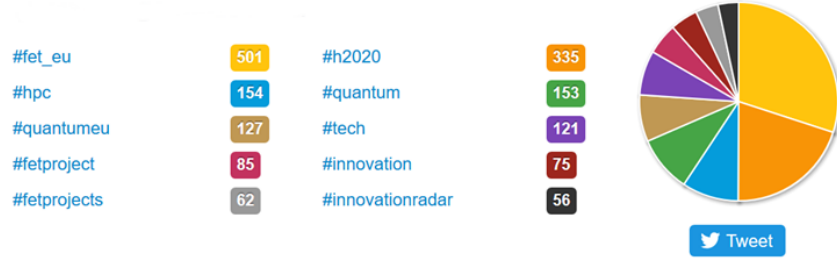 #fet_eu 501 #h2020 335
#hpc 154 #quantum 153
#quantumeu 127 #tech 121
#fetproject 85 #innovation 75
#fetprojects 62 #innovationradar 56
Tweet